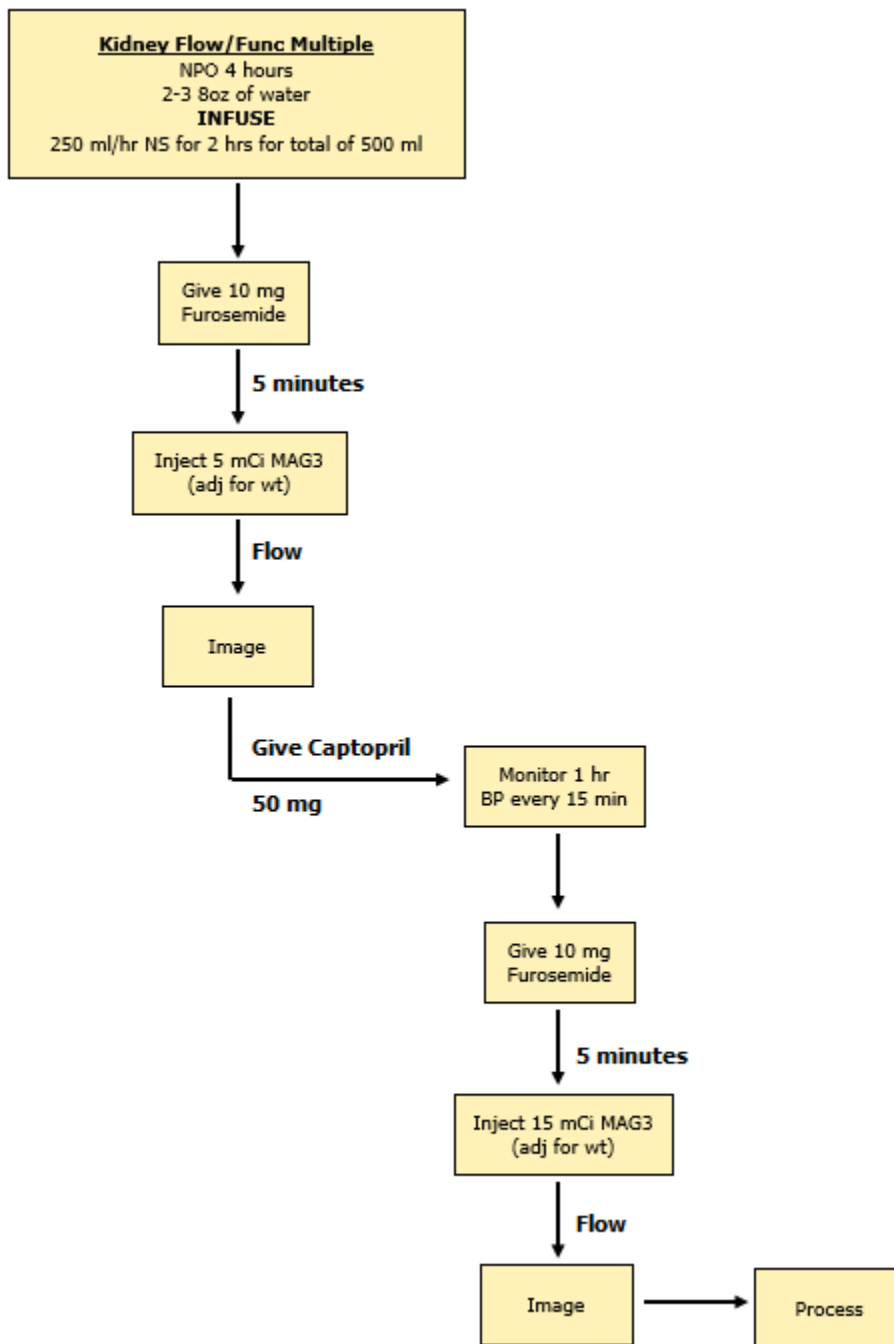 Kidney Flow/Func Multiple
NPO 4 hours
2-3 8oz of water
INFUSE
250 ml/hr NS for 2 hrs for total of 500 ml
Give 10 mg
Furosemide
5 minutes
Inject 5 mCi MAG3
(adj for wt)
Flow
Image
Give Captopril
50 mg
Monitor 1 hr
BP every 15 min
Give 10 mg
Furosemide
5 minutes
Inject 15 mCi MAG3
(adj for wt)
Flow
Image
Process